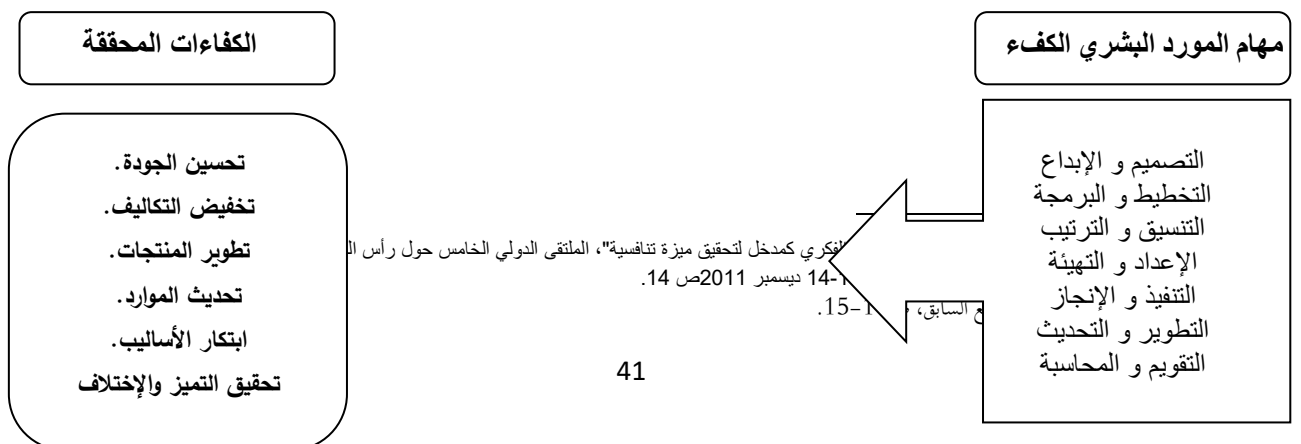 مهام المورد البشري الكفء
الكفاءات المحققة
التصميم و الإبداع
التخطيط و البرمجة
التنسيق و الترتيب
الإعداد و التهيئة
التنفيذ و الإنجاز
التطوير و التحديث
التقويم و المحاسبة
تحسين الجودة.
تخفيض التكاليف.
تطوير المنتجات.
تحديث الموارد.
ابتكار الأساليب.
تحقيق التميز والإختلاف
كمدخل لتحقيق ميزة تنافسية"، الملتقى الدولي الخامس حول رأس
14- ديسمبر 2011ص 14.
السابق، 15-.
41